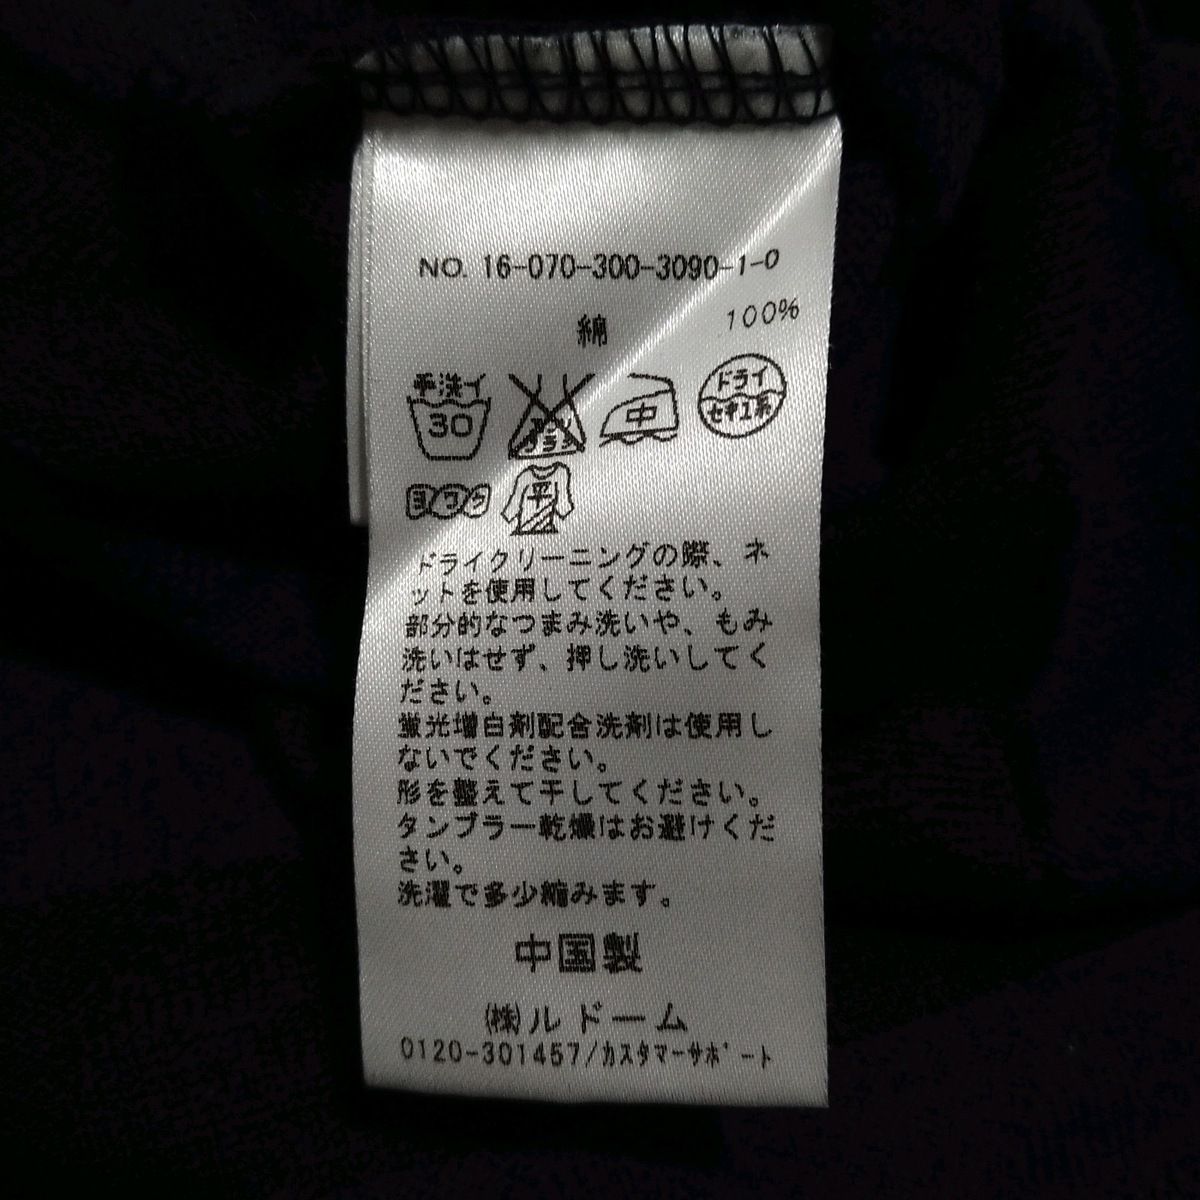 NO. 16-070-300-3090-1-0
綿 100%
手洗イ 30 中 ドライ セキユ系
ヨワク 平
ドライクリーニングの際、ネ
ットを使用してください。
部分的なつまみ洗いや、もみ
洗いはせず、押し洗いしてく
ださい。
蛍光増白剤配合洗剤は使用し
ないでください。
形を整えて干してください。
タンブラー乾燥はお避けくだ
さい。
洗濯で多少縮みます。
中国製
(株)ルドーム
0120-301457/カスタマーサポート